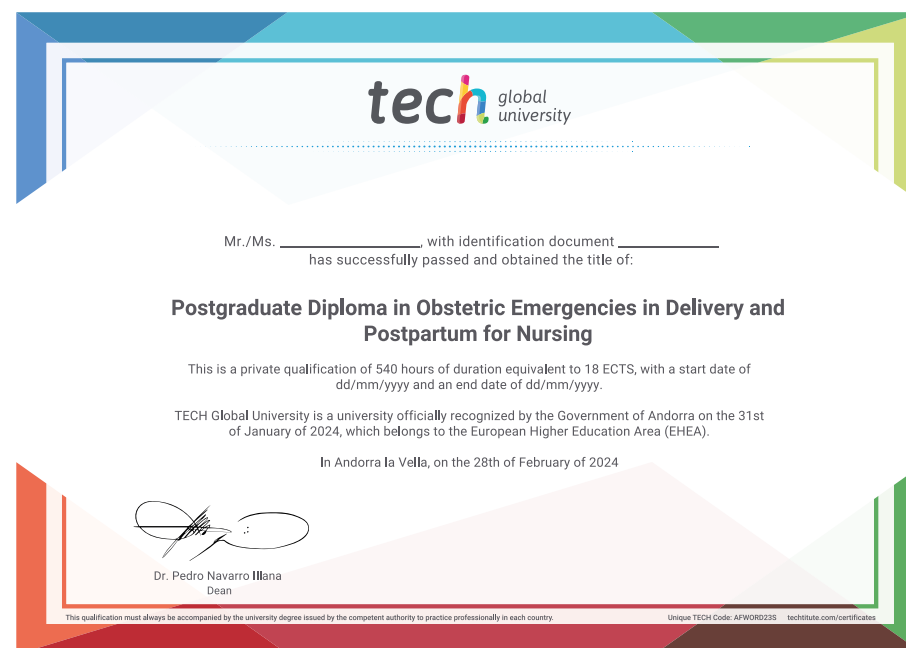 tech global
university
Mr./Ms. ____________________, with identification document ______________
has successfully passed and obtained the title of:
Postgraduate Diploma in Obstetric Emergencies in Delivery and
Postpartum for Nursing
This is a private qualification of 540 hours of duration equivalent to 18 ECTS, with a start date of
dd/mm/yyyy and an end date of dd/mm/yyyy.
TECH Global University is a university officially recognized by the Government of Andorra on the 31st
of January of 2024, which belongs to the European Higher Education Area (EHEA).
In Andorra la Vella, on the 28th of February of 2024
Dr. Pedro Navarro Illana
Dean
This qualification must always be accompanied by the university degree issued by the competent authority to practice professionally in each country.
Unique TECH Code: AFWORD23S techtitute.com/certificates